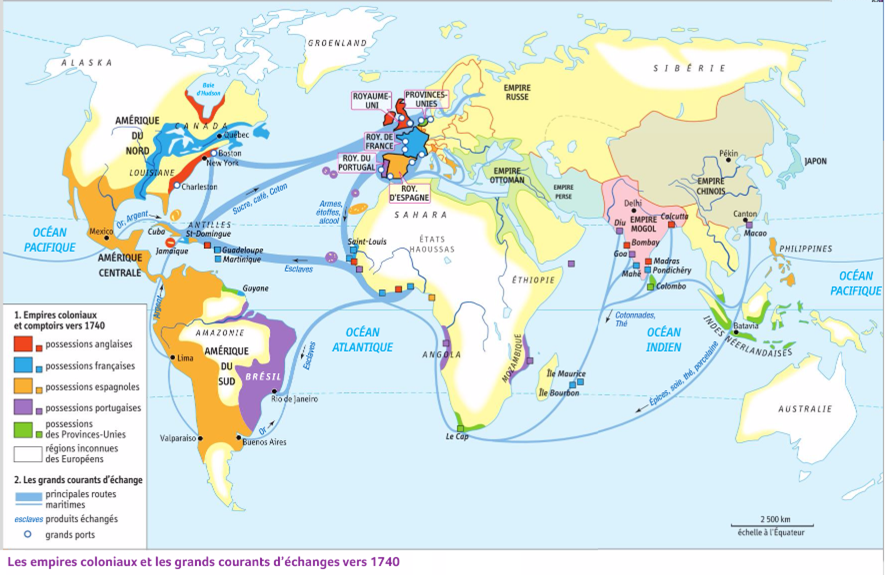 GROENLAND
ALASKA
SIBÉRIE
Baie
d'Hudson
ROYAUME-
UNI
PROVINCES-
UNIES
EMPIRE
RUSSE
AMÉRIQUE
DU
NORD
CANADA
Québec
ROY. DE
FRANCE
Boston
New York
LOUISIANE
Charleston
ROY. DU
PORTUGAL
ROY.
D'ESPAGNE
EMPIRE
OTTOMAN
EMPIRE
PERSE
Pékin
EMPIRE
CHINOIS
JAPON
Sucre, café, Coton
Armes,
étoffes,
alcool
SAHARA
Delhi
EMPIRE
MOGOL
Diu
Calcutta
Canton
Macao
OCÉAN
PACIFIQUE
Or, Argent
Mexico
Cuba
ANTILLES
St-Domingue
Jamaïque
Guadeloupe
Martinique
Saint-Louis
ÉTATS
HAOUSSAS
Bombay
Goa
Madras
Mahé
Pondichéry
Colombo
PHILIPPINES
AMÉRIQUE
CENTRALE
Esclaves
ÉTHIOPIE
OCÉAN
PACIFIQUE
Guyane
Argent
AMAZONIE
AMÉRIQUE
DU
SUD
BRÉSIL
Lima
Esclaves
OCÉAN
ATLANTIQUE
ANGOLA
MOZAMBIQUE
Cotonnades,
Thé
OCÉAN
INDIEN
Batavia
INDES NÉERLANDAISES
Île Maurice
Île Bourbon
Épices, soie, thé, porcelaine
Rio de Janeiro
Or
Valparaiso
Buenos Aires
Le Cap
AUSTRALIE
1. Empires coloniaux
et comptoirs vers 1740
possessions anglaises
possessions françaises
possessions espagnoles
possessions portugaises
possessions
des Provinces-Unies
régions inconnues
des Européens
2. Les grands courants d'échange
principales routes
maritimes
esclaves produits échangés
grands ports
2 500 km
échelle à l'Équateur
Les empires coloniaux et les grands courants d'échanges vers 1740